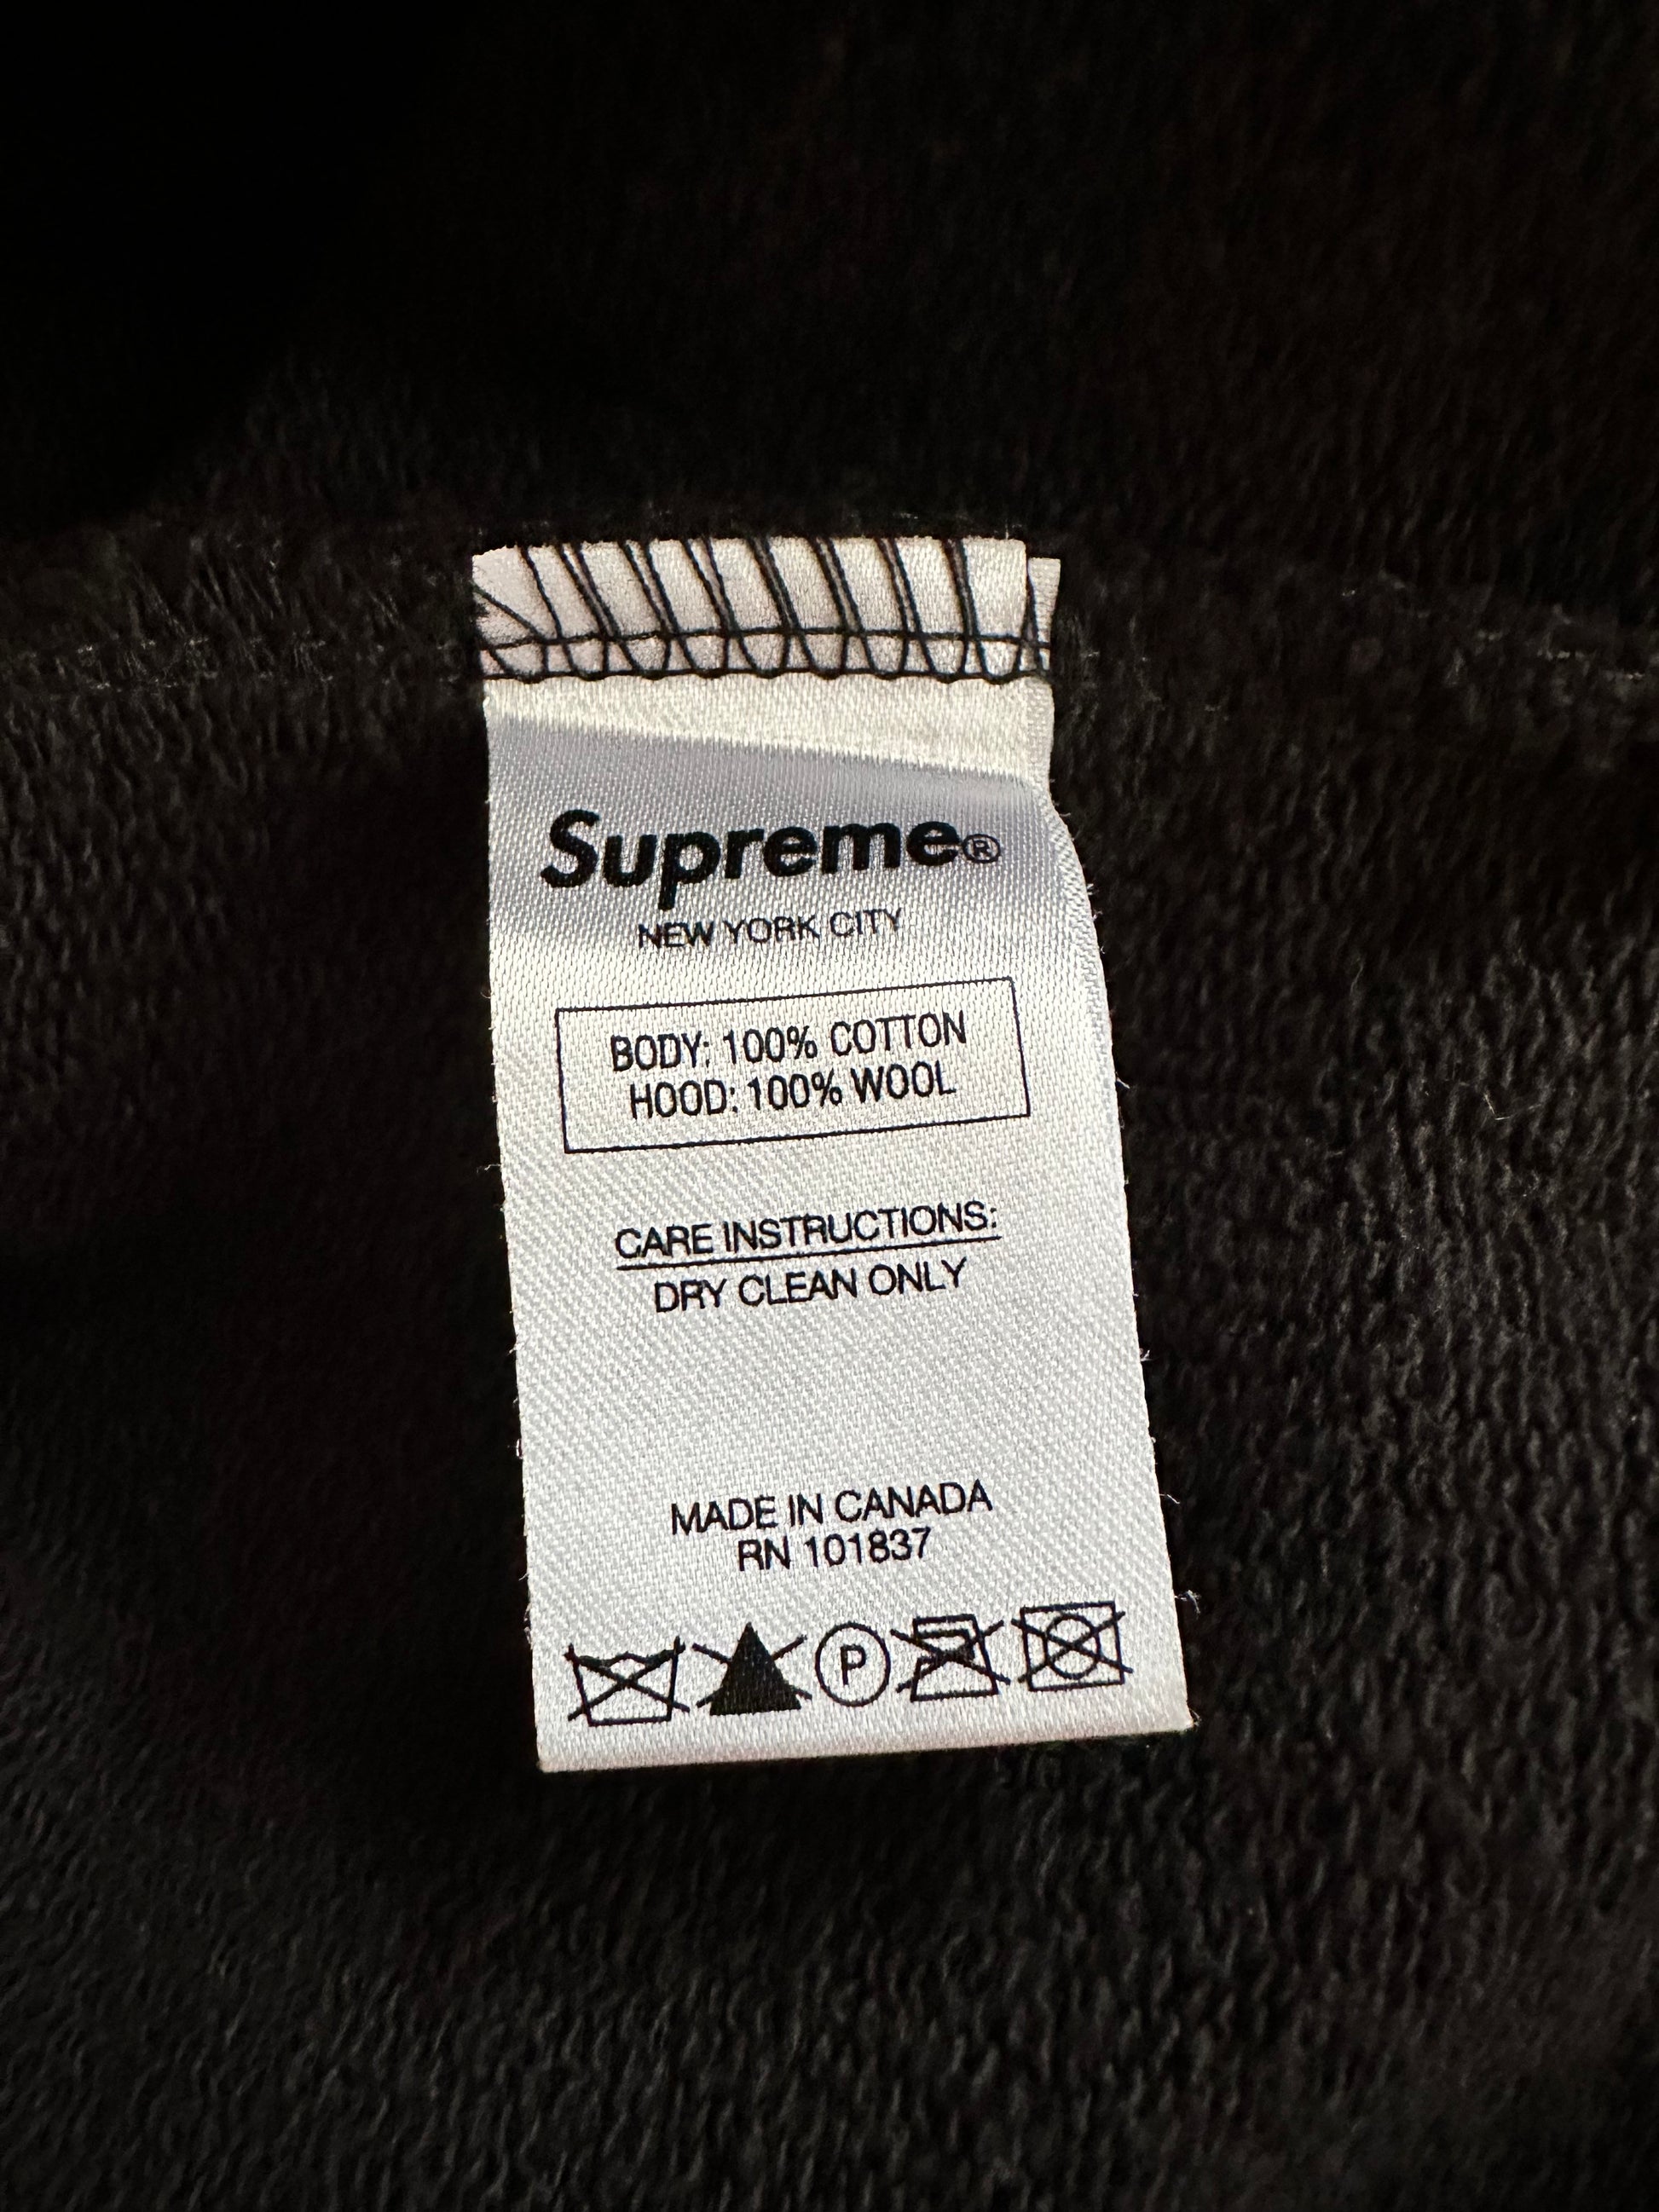 Supreme®
NEW YORK CITY
BODY: 100% COTTON
HOOD: 100% WOOL
CARE INSTRUCTIONS:
DRY CLEAN ONLY
MADE IN CANADA
RN 101837
P